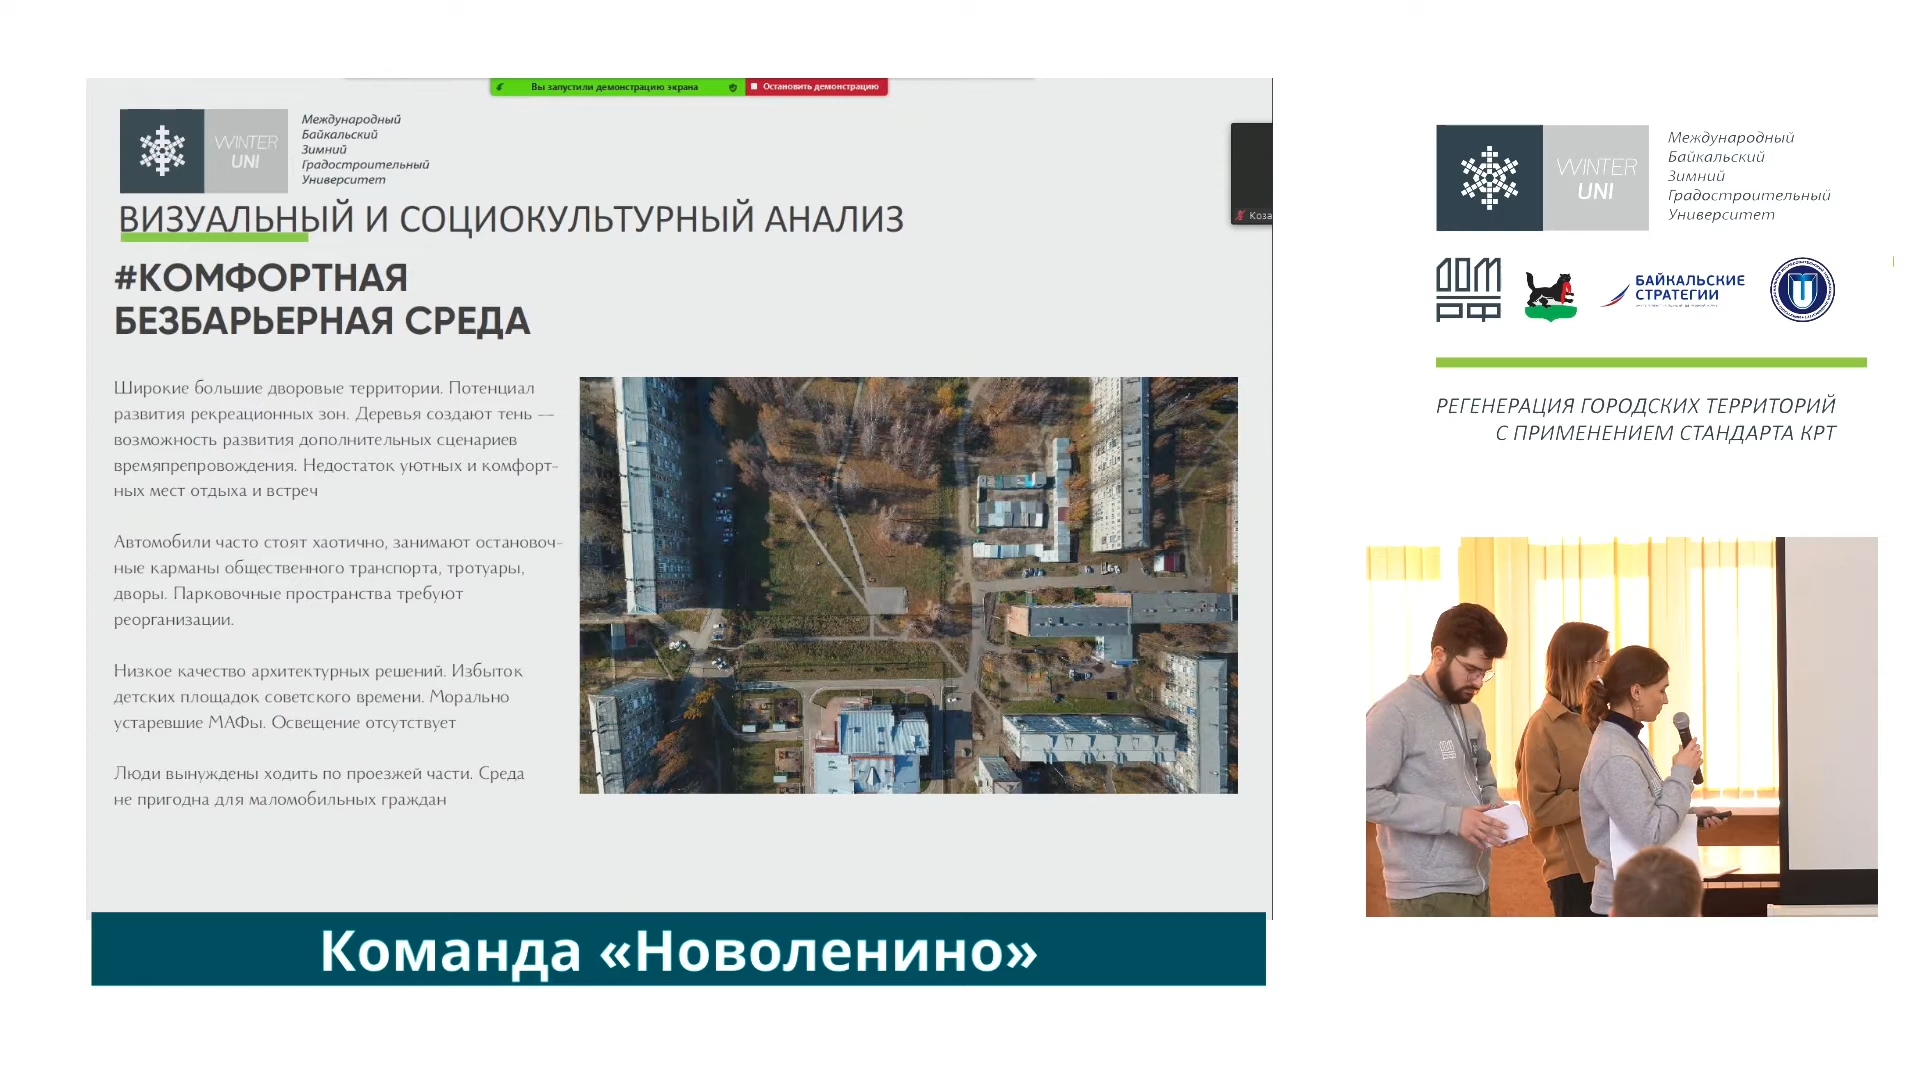 Вы запустили демонстрацию экрана
Остановить демонстрацию
WINTER
UNI
Международный
Байкальский
Зимний
Градостроительный
Университет
ВИЗУАЛЬНЫЙ И СОЦИОКУЛЬТУРНЫЙ АНАЛИЗ
#КОМФОРТНАЯ
БЕЗБАРЬЕРНАЯ СРЕДА
Широкие большие дворовые территории. Потенциал
развития рекреационных зон. Деревья создают тень —
возможность развития дополнительных сценариев
времяпрепровождения. Недостаток уютных и комфорт-
ных мест отдыха и встреч
Автомобили часто стоят хаотично, занимают остановоч-
ные карманы общественного транспорта, тротуары,
дворы. Парковочные пространства требуют
реорганизации.
Низкое качество архитектурных решений. Избыток
детских площадок советского времени. Морально
устаревшие МАФы. Освещение отсутствует
Люди вынуждены ходить по проезжей части. Среда
не пригодна для маломобильных граждан
Коза
Команда «Новоленино»
WINTER
UNI
Международный
Байкальский
Зимний
Градостроительный
Университет
ДОМ
РФ
БАЙКАЛЬСКИЕ
СТРАТЕГИИ
РЕГЕНЕРАЦИЯ ГОРОДСКИХ ТЕРРИТОРИЙ
С ПРИМЕНЕНИЕМ СТАНДАРТА КРТ